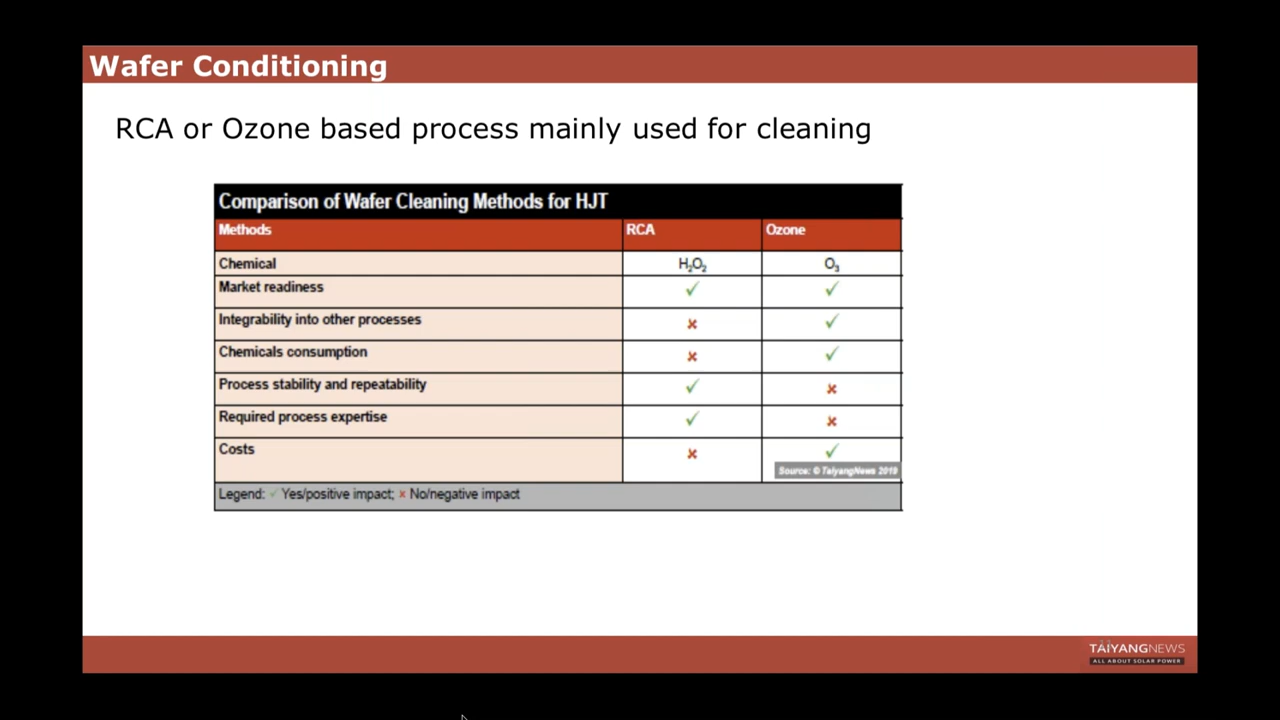 Wafer Conditioning
RCA or Ozone based process mainly used for cleaning
Comparison of Wafer Cleaning Methods for HJT
Methods RCA Ozone
Chemical H₂O₂ O₃
Market readiness ✓ ✓
Integrability into other processes × ✓
Chemicals consumption × ✓
Process stability and repeatability ✓ ×
Required process expertise ✓ ×
Costs × ✓
Source: © TaiyangNews 2019
Legend: ✓ Yes/positive impact; × No/negative impact
TAIYANGNEWS
ALL ABOUT SOLAR POWER